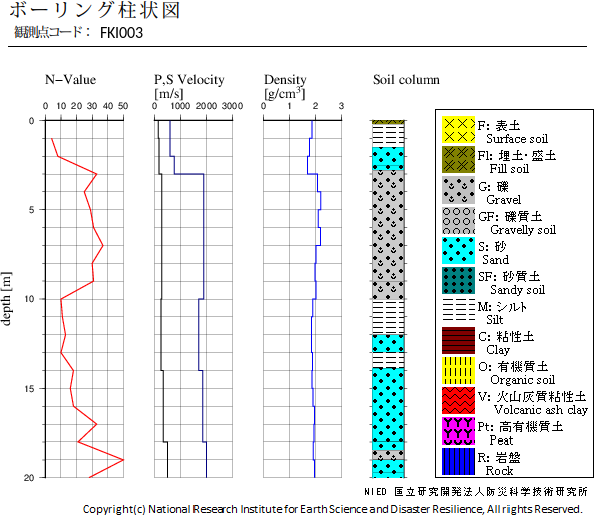 ボーリング柱状図
観測点コード： FKI003
N−Value
P,S Velocity
[m/s]
Density
[g/cm3]
Soil column
0 10 20 30 40 50
0 1000 2000 3000
0 1 2 3
0
5
10
15
20
depth [m]
F: 表土
Surface soil
Fl: 埋土・盛土
Fill soil
G: 礫
Gravel
GF: 礫質土
Gravelly soil
S: 砂
Sand
SF: 砂質土
Sandy soil
M: シルト
Silt
C: 粘性土
Clay
O: 有機質土
Organic soil
V: 火山灰質粘性土
Volcanic ash clay
Pt: 高有機質土
Peat
R: 岩盤
Rock
NIED 国立研究開発法人防災科学技術研究所
Copyright(c) National Research Institute for Earth Science and Disaster Resilience, All rights Reserved.